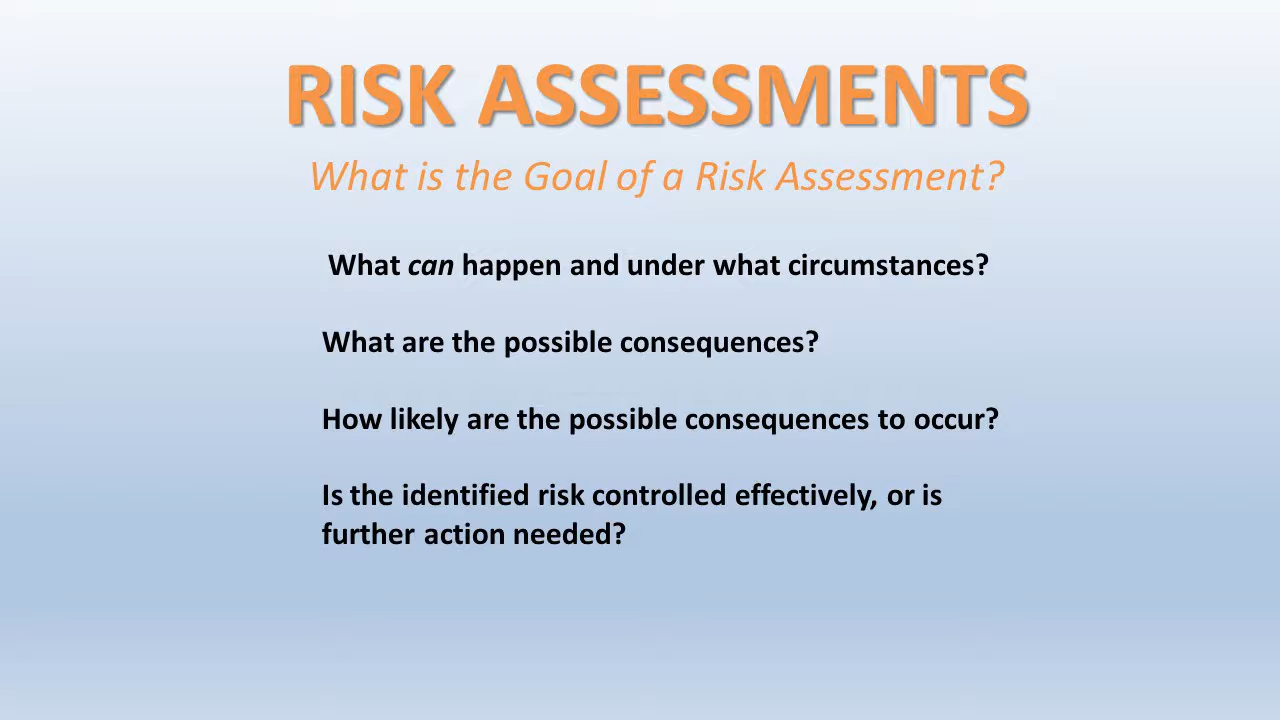 RISK ASSESSMENTS
What is the Goal of a Risk Assessment?
What can happen and under what circumstances?
What are the possible consequences?
How likely are the possible consequences to occur?
Is the identified risk controlled effectively, or is
further action needed?